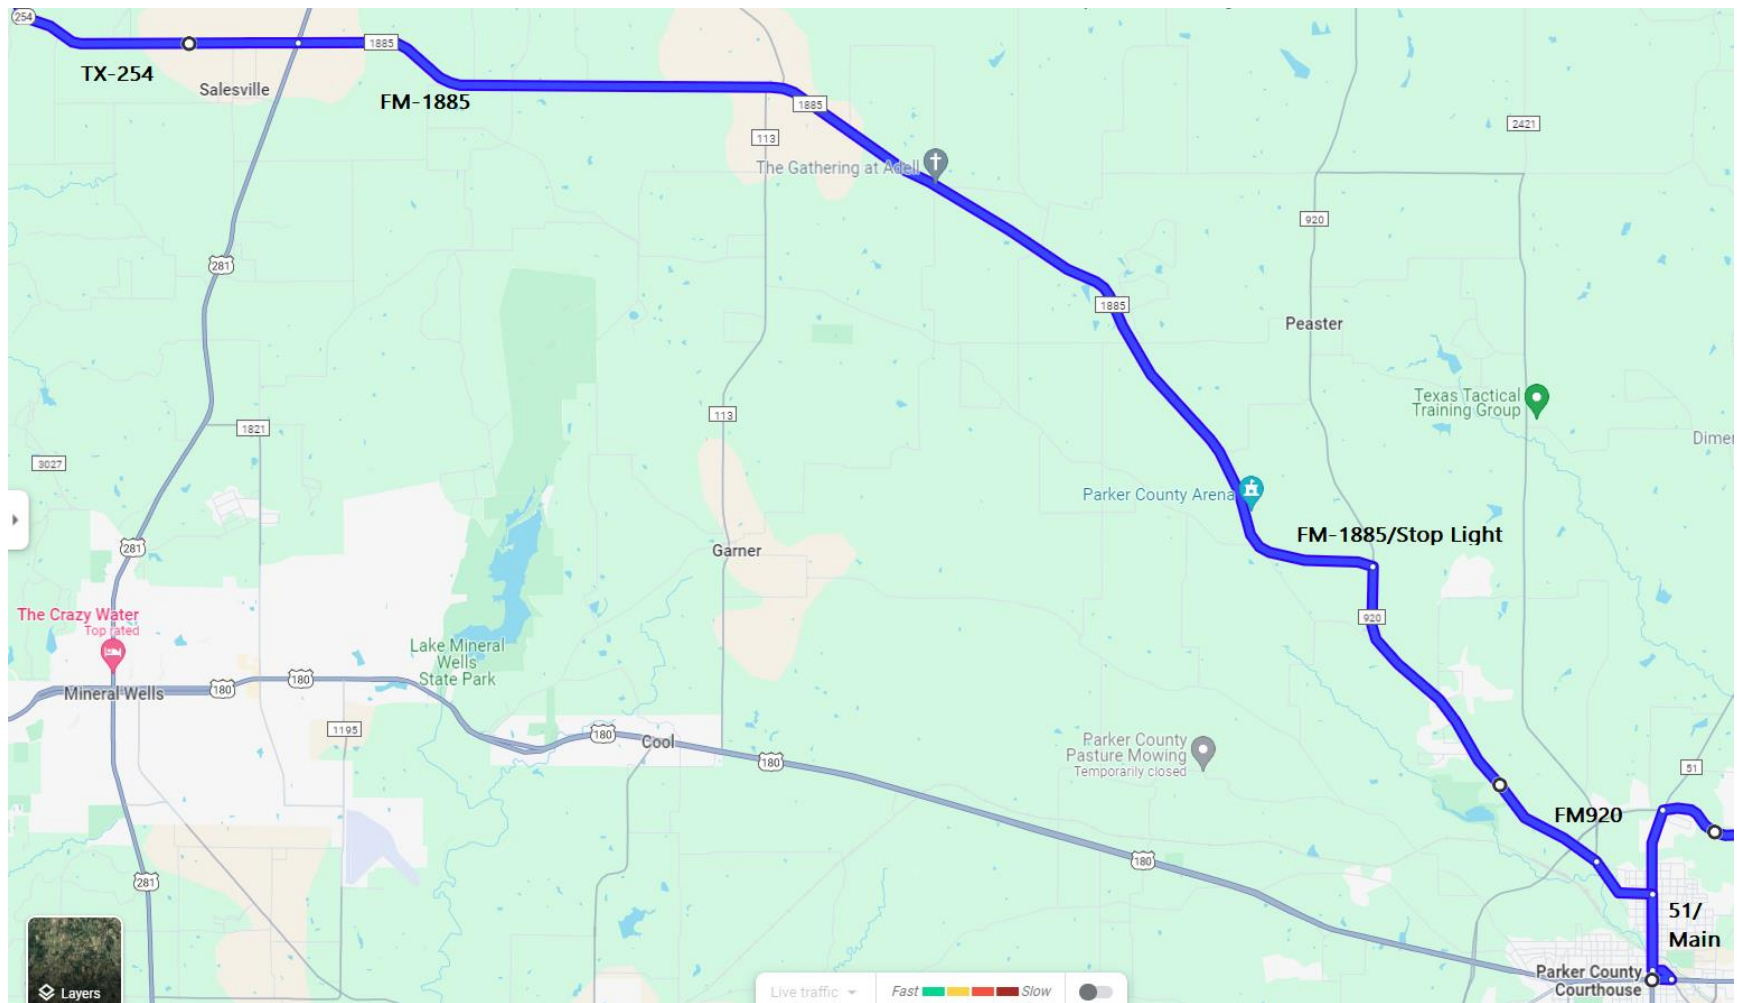 254
TX-254
Salesville
1885
FM-1885
1885
113
The Gathering at Adell
2421
920
281
1885
Peaster
Texas Tactical
Training Group
113
1821
3027
Dimer
Parker County Arena
FM-1885/Stop Light
281
Garner
The Crazy Water
Top rated
920
Lake Mineral
Wells
State Park
180
180
Mineral Wells
1195
180
Cool
180
Parker County
Pasture Mowing
Temporarily closed
51
FM920
180
281
51/
Main
Parker County
Courthouse
Layers
Live traffic
Fast
Slow